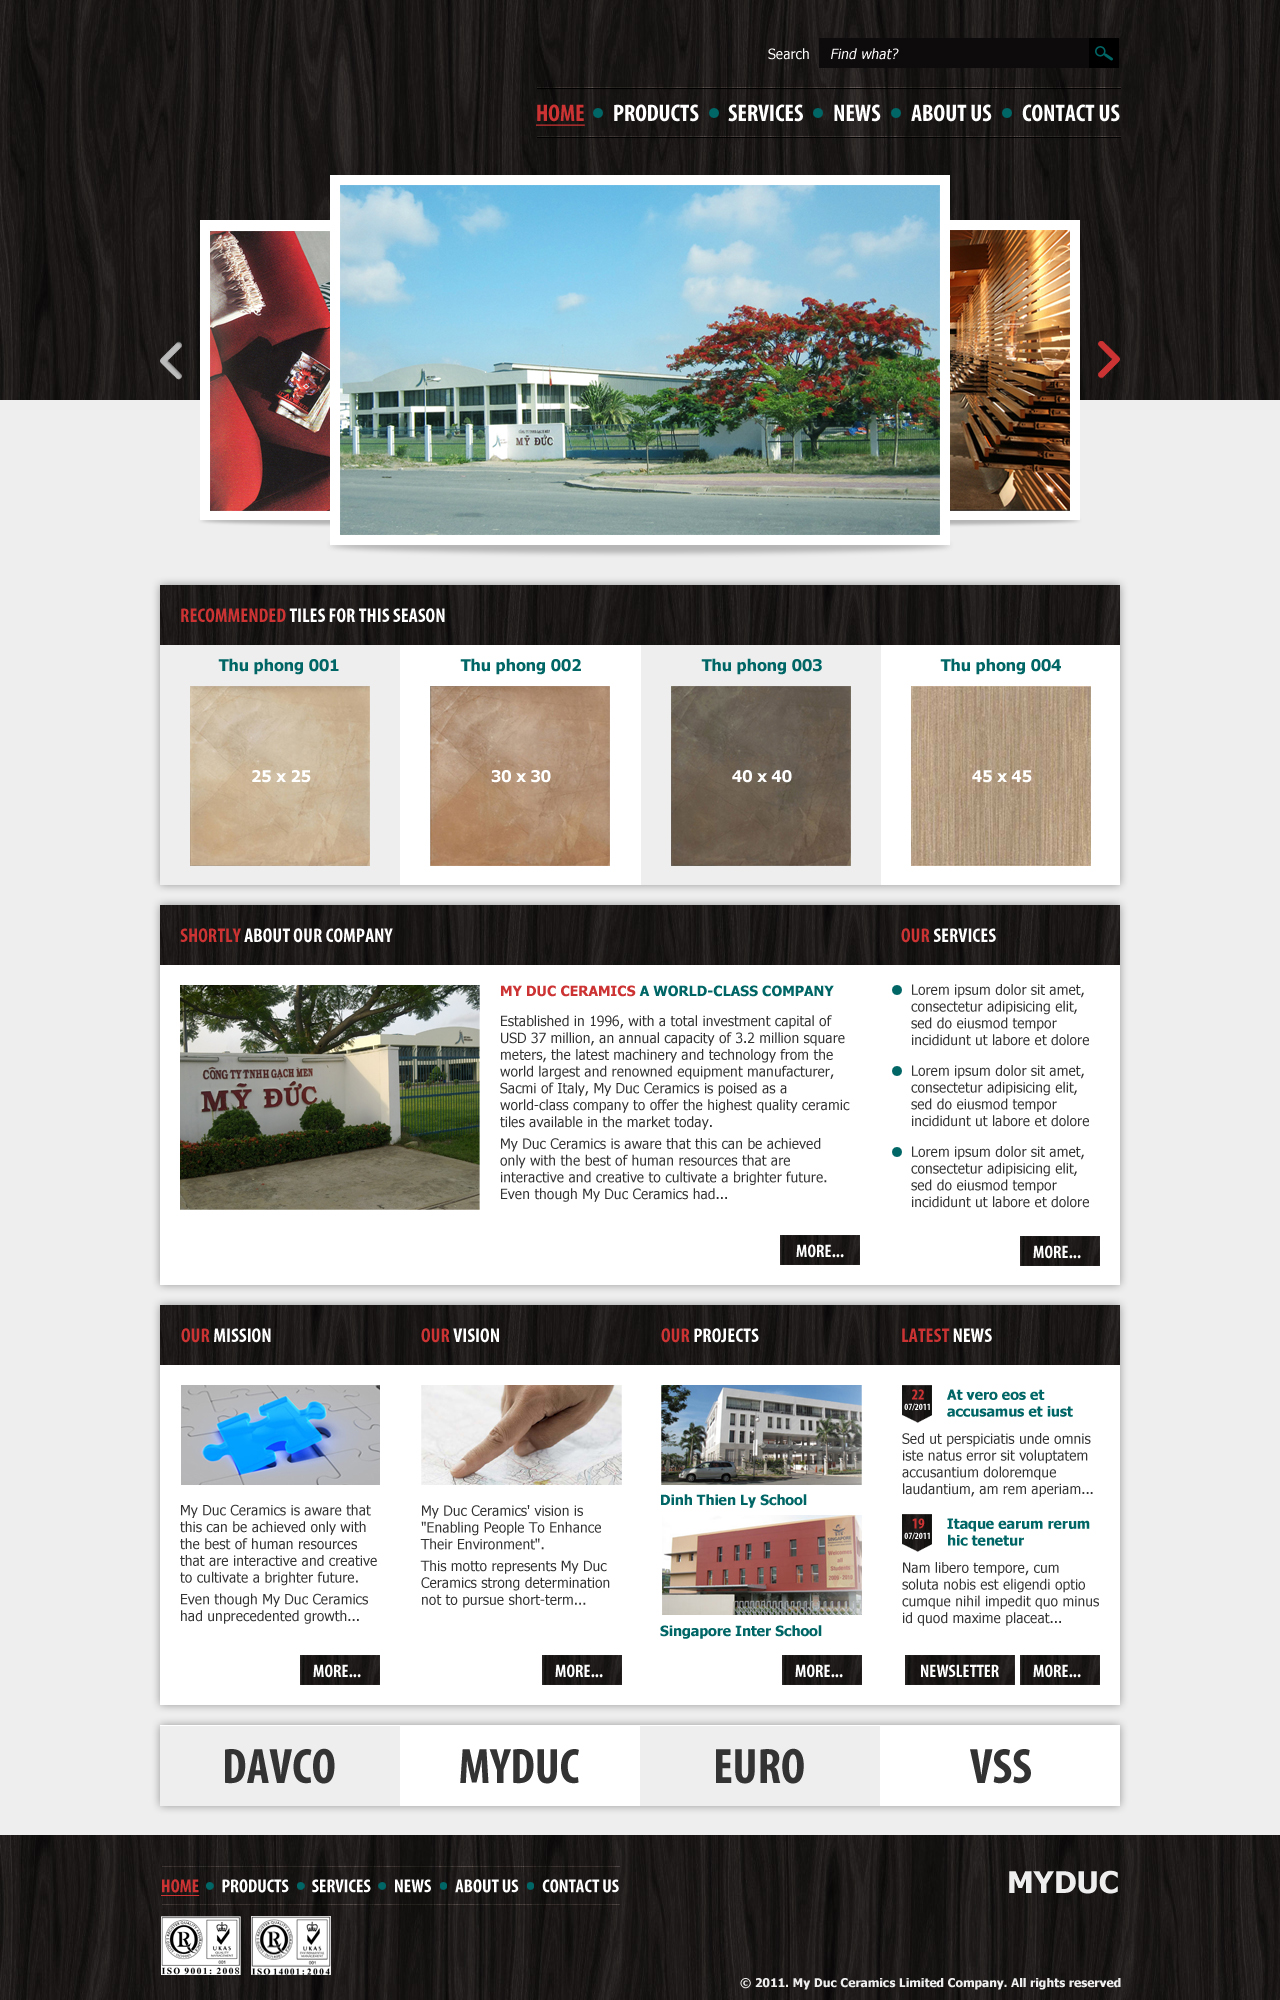 Search Find what?
HOME PRODUCTS SERVICES NEWS ABOUT US CONTACT US
CÔNG TY TNHH GẠCH MEN
MỸ ĐỨC
RECOMMENDED TILES FOR THIS SEASON
Thu phong 001 Thu phong 002 Thu phong 003 Thu phong 004
25 x 25 30 x 30 40 x 40 45 x 45
SHORTLY ABOUT OUR COMPANY
CÔNG TY TNHH GẠCH MEN
MỸ ĐỨC
MY DUC CERAMICS A WORLD-CLASS COMPANY
Established in 1996, with a total investment capital of
USD 37 million, an annual capacity of 3.2 million square
meters, the latest machinery and technology from the
world largest and renowned equipment manufacturer,
Sacmi of Italy, My Duc Ceramics is poised as a
world-class company to offer the highest quality ceramic
tiles available in the market today.
My Duc Ceramics is aware that this can be achieved
only with the best of human resources that are
interactive and creative to cultivate a brighter future.
Even though My Duc Ceramics had...
MORE...
OUR SERVICES
Lorem ipsum dolor sit amet,
consectetur adipisicing elit,
sed do eiusmod tempor
incididunt ut labore et dolore
Lorem ipsum dolor sit amet,
consectetur adipisicing elit,
sed do eiusmod tempor
incididunt ut labore et dolore
Lorem ipsum dolor sit amet,
consectetur adipisicing elit,
sed do eiusmod tempor
incididunt ut labore et dolore
MORE...
OUR MISSION
My Duc Ceramics is aware that
this can be achieved only with
the best of human resources
that are interactive and creative
to cultivate a brighter future.
Even though My Duc Ceramics
had unprecedented growth...
MORE...
OUR VISION
My Duc Ceramics' vision is
"Enabling People To Enhance
Their Environment".
This motto represents My Duc
Ceramics strong determination
not to pursue short-term...
MORE...
OUR PROJECTS
Dinh Thien Ly School
SINGAPORE
Welcomes
Singapore Inter School
MORE...
LATEST NEWS
22
07/2011
At vero eos et
accusamus et iust
Sed ut perspiciatis unde omnis
iste natus error sit voluptatem
accusantium doloremque
laudantium, am rem aperiam...
19
07/2011
Itaque earum rerum
hic tenetur
Nam libero tempore, cum
soluta nobis est eligendi optio
cumque nihil impedit quo minus
id quod maxime placeat...
NEWSLETTER MORE...
DAVCO MYDUC EURO VSS
HOME PRODUCTS SERVICES NEWS ABOUT US CONTACT US
MYDUC
R UKAS R UKAS
ISO 9001: 2008 ISO 14001:2004
© 2011. My Duc Ceramics Limited Company. All rights reserved